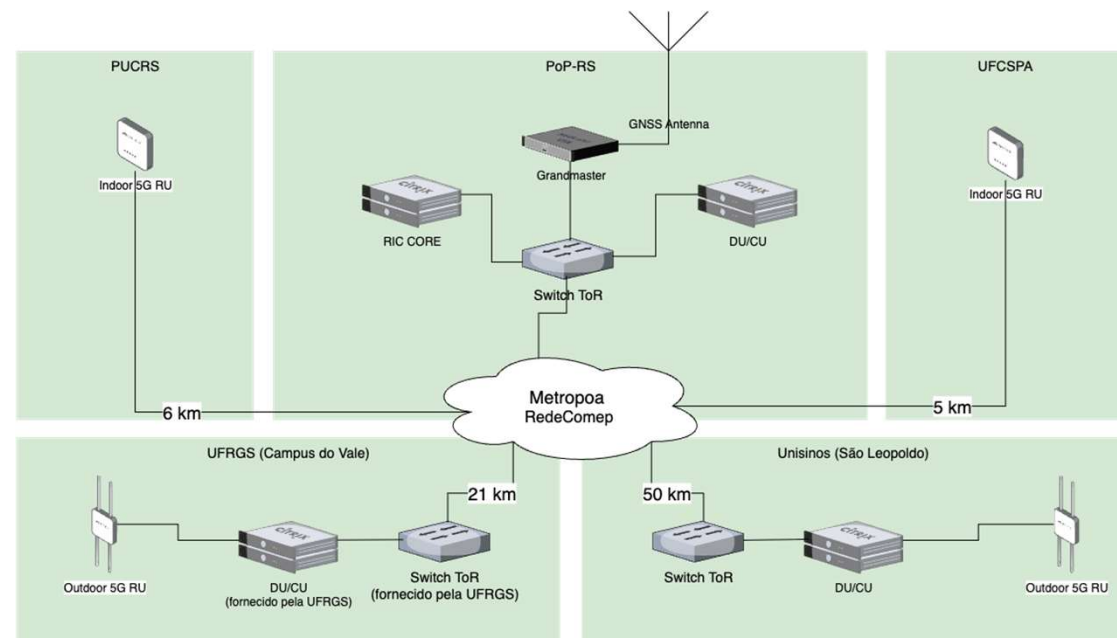 PUCRS
PoP-RS
UFCSPA
GNSS Antenna
Grandmaster
Indoor 5G RU
Indoor 5G RU
citrix
RIC CORE
citrix
DU/CU
Switch ToR
Metropoa
RedeComep
6 km
5 km
UFRGS (Campus do Vale)
Unisinos (São Leopoldo)
21 km
50 km
citrix
citrix
Outdoor 5G RU
DU/CU
(fornecido pela UFRGS)
Switch ToR
(fornecido pela UFRGS)
Switch ToR
DU/CU
Outdoor 5G RU